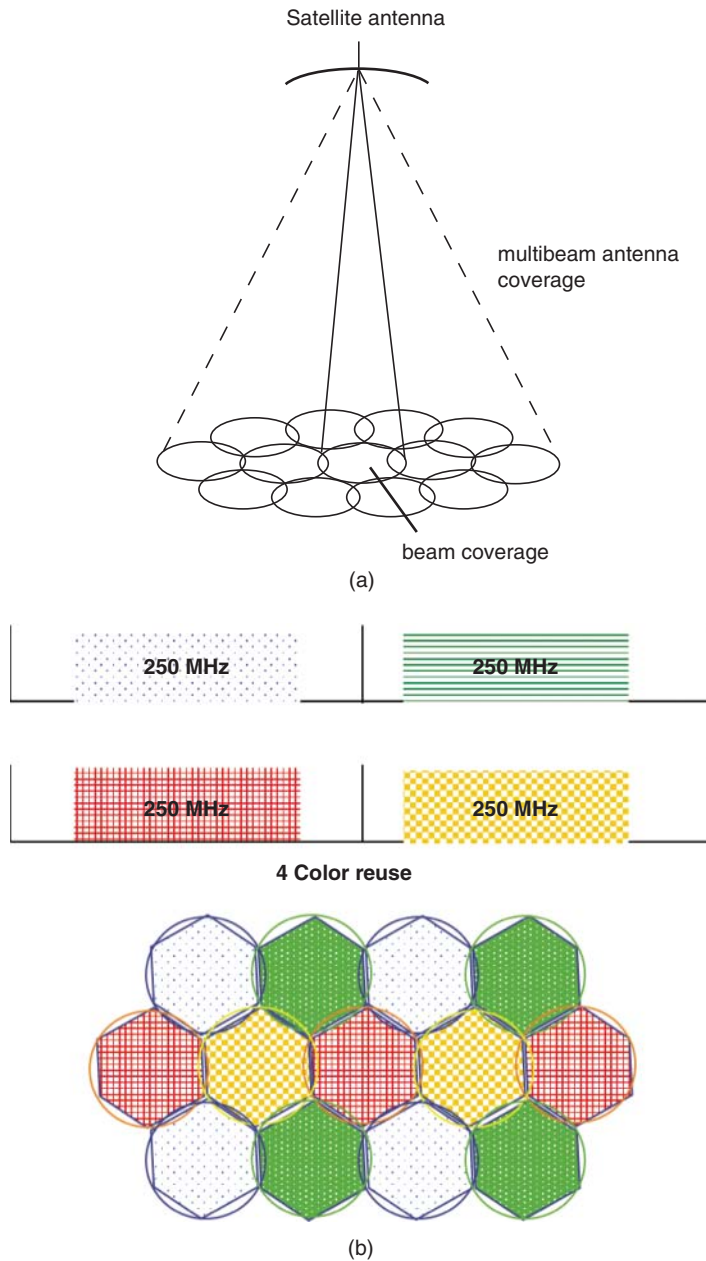 Satellite antenna
multibeam antenna
coverage
beam coverage
(a)
250 MHz
250 MHz
250 MHz
250 MHz
4 Color reuse
(b)